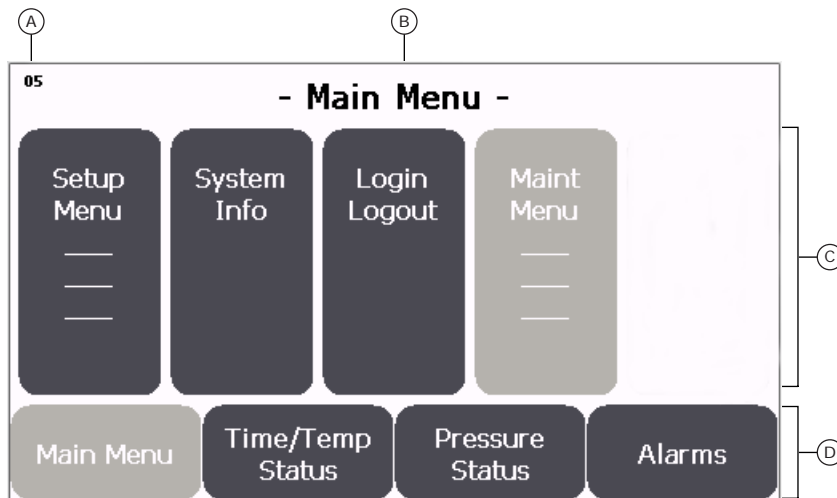 A
B
05
- Main Menu -
Setup
Menu
System
Info
Login
Logout
Maint
Menu
C
Main Menu
Time/Temp
Status
Pressure
Status
Alarms
D